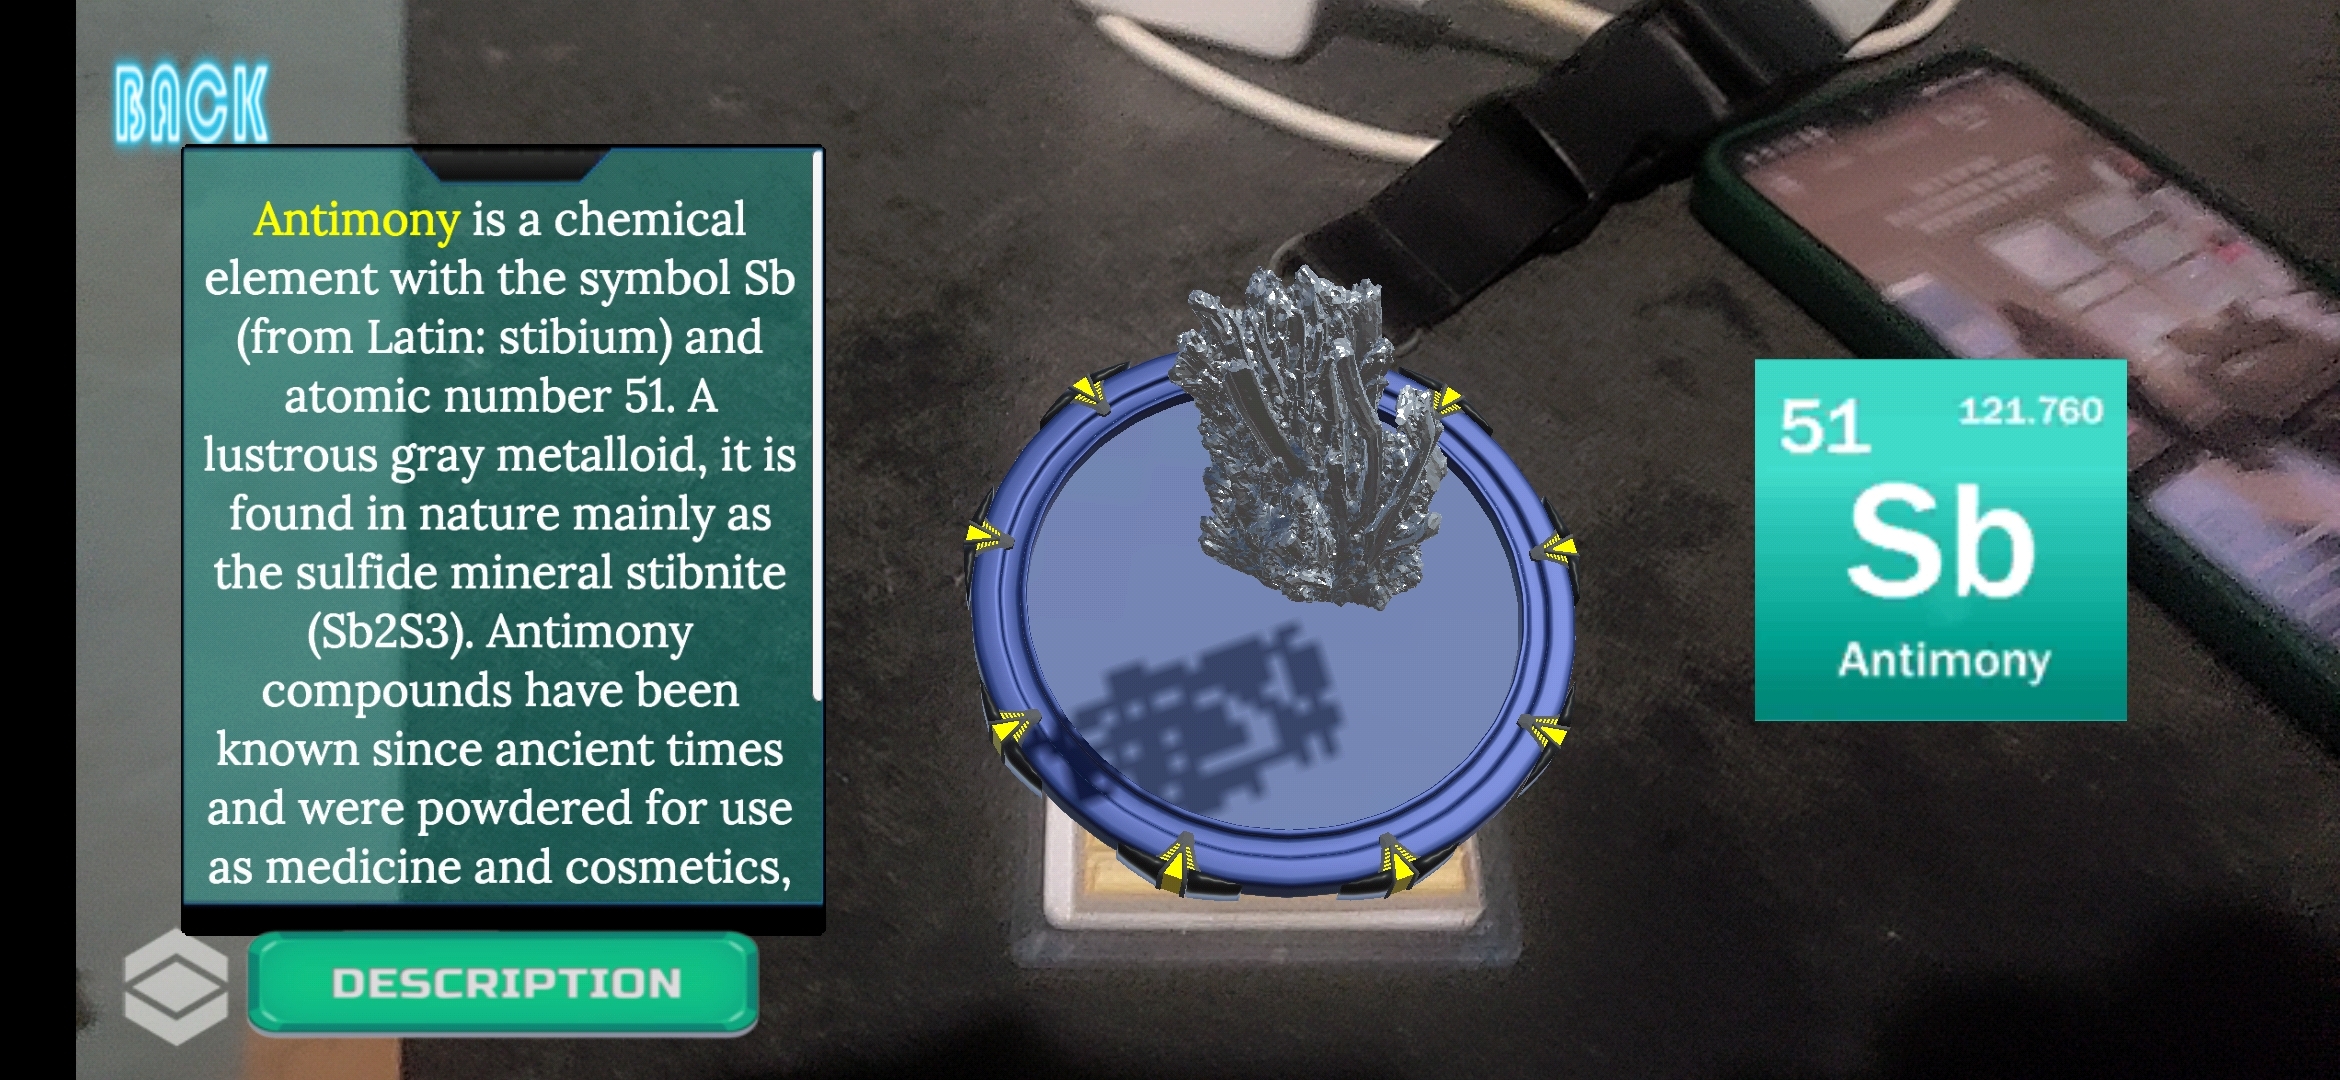 BACK
Antimony is a chemical
element with the symbol Sb
(from Latin: stibium) and
atomic number 51. A
lustrous gray metalloid, it is
found in nature mainly as
the sulfide mineral stibnite
(Sb2S3). Antimony
compounds have been
known since ancient times
and were powdered for use
as medicine and cosmetics,
DESCRIPTION
51
121.760
Sb
Antimony